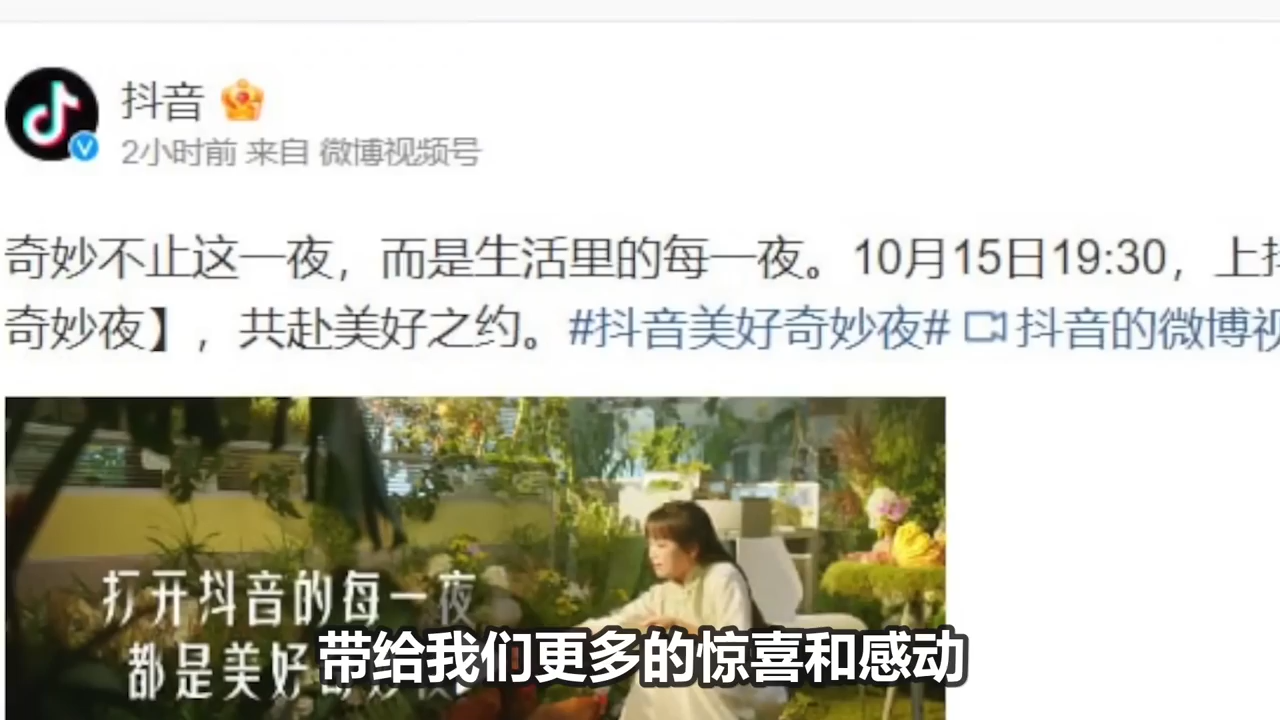 抖音
2小时前 来自 微博视频号
奇妙不止这一夜，而是生活里的每一夜。10月15日19:30，上抖
奇妙夜】，共赴美好之约。#抖音美好奇妙夜# 抖音的微博视
打开抖音的每一夜
都是美好
带给我们更多的惊喜和感动